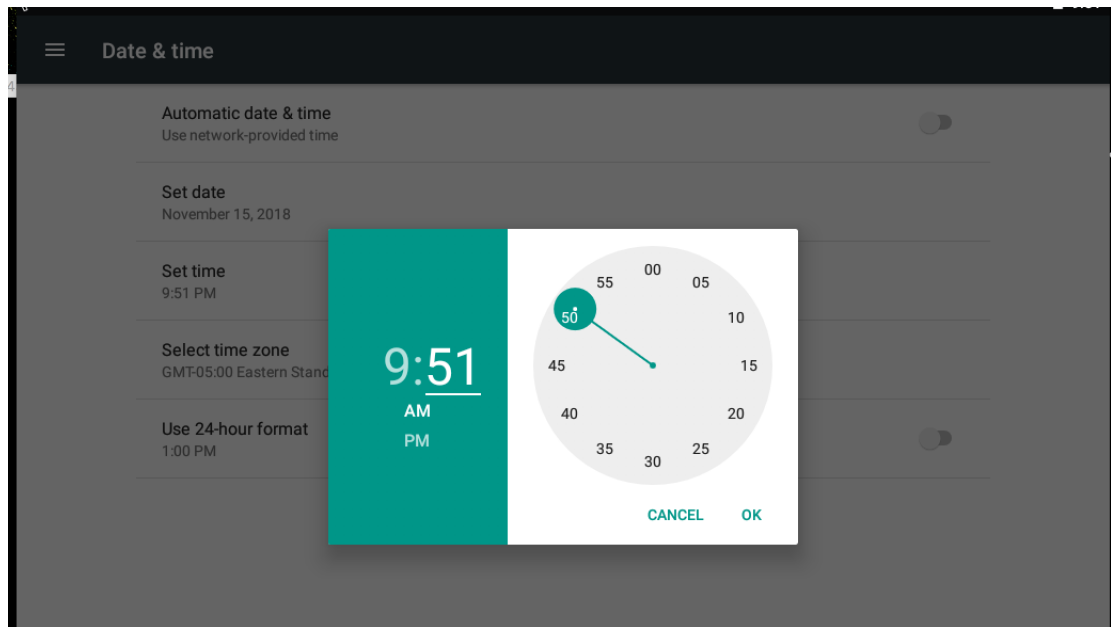 Date & time
Automatic date & time
Use network-provided time
Set date
November 15, 2018
Set time
9:51 PM
Select time zone
GMT-05:00 Eastern Stand
Use 24-hour format
1:00 PM
9:51
AM
PM
00
05
10
15
20
25
30
35
40
45
50
55
CANCEL
OK